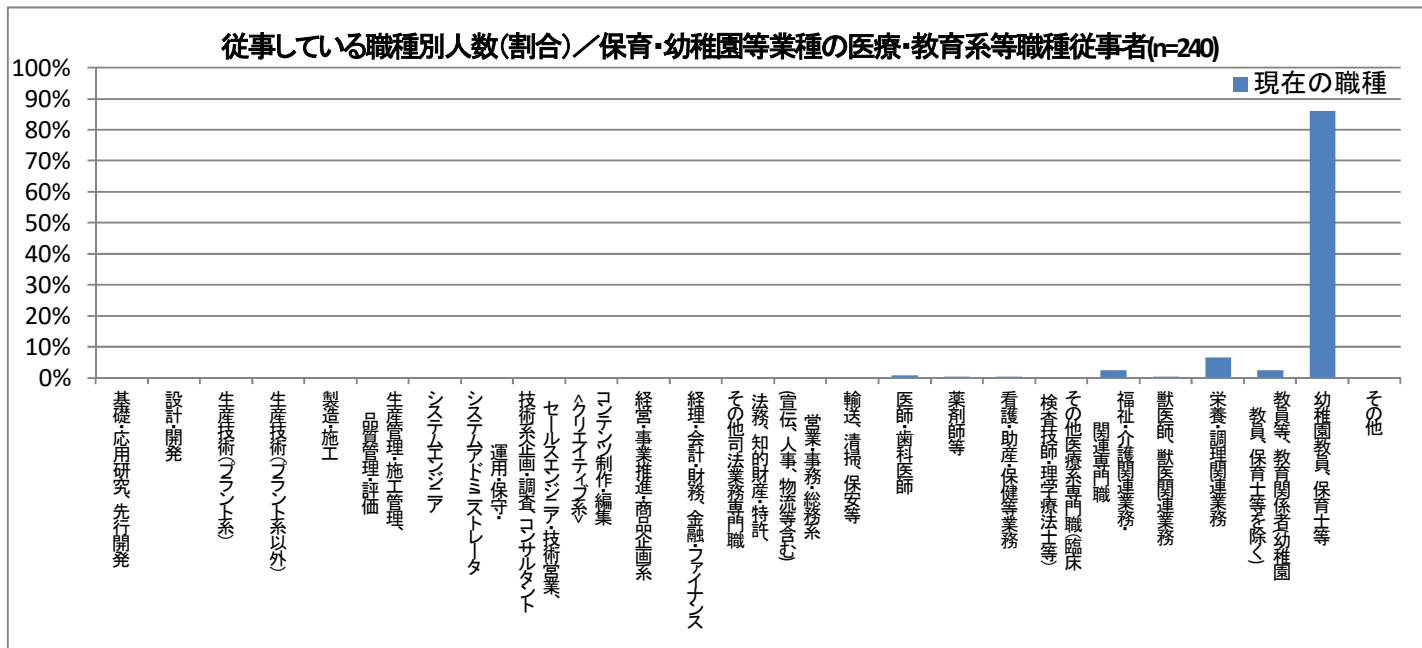 従事している職種別人数(割合)／保育・幼稚園等業種の医療・教育系等職種従事者(n=240)
現在の職種
100%
90%
80%
70%
60%
50%
40%
30%
20%
10%
0%
基礎・応用研究、先行開発
設計・開発
生産技術(プラント系)
生産技術(プラント系以外)
製造・施工
生産管理・施工管理、
品質管理・評価
システムエンジニア
運用・保守・
システムアドミニストレータ
セールスエンジニア・技術営業、
技術系企画・調査、コンサルタント
コンテンツ制作・編集
<クリエイティブ系>
経営・事業推進・商品企画系
経理・会計・財務、金融・ファイナンス
法務、知的財産・特許、
その他司法業務専門職
営業・事務・総務系
(宣伝、人事、物流等含む)
輸送、清掃、保安等
医師・歯科医師
薬剤師等
看護・助産・保健等業務
その他医療系専門職(臨床
検査技師・理学療法士等)
福祉・介護関連業務・
関連専門職
獣医師、獣医関連業務
栄養・調理関連業務
教員等、教育関係者幼稚園
教員、保育士等を除く)
幼稚園教員、保育士等
その他